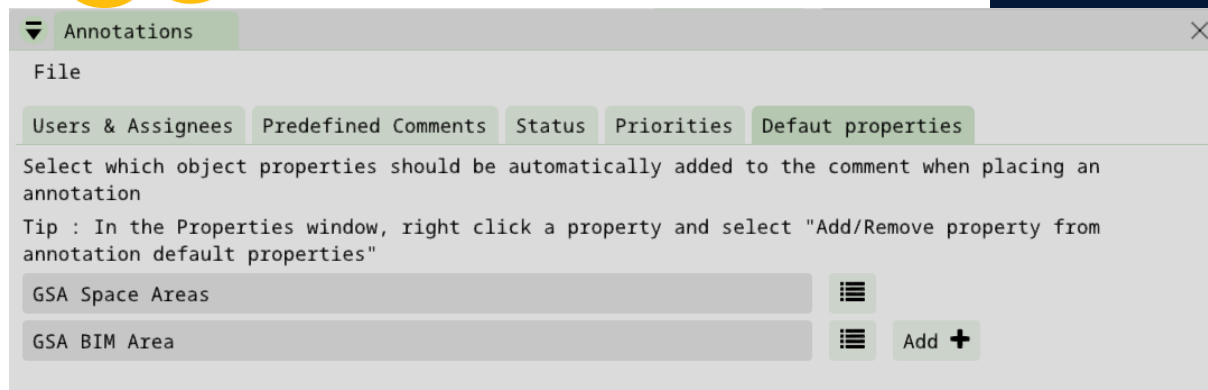 Annotations
File
Users & Assignees Predefined Comments Status Priorities Defaut properties
Select which object properties should be automatically added to the comment when placing an
annotation
Tip : In the Properties window, right click a property and select "Add/Remove property from
annotation default properties"
GSA Space Areas
GSA BIM Area Add